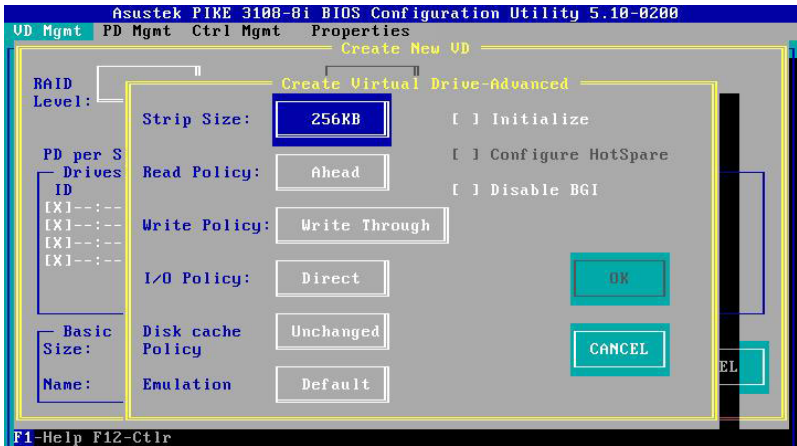 Asustek PIKE 3108-8i BIOS Configuration Utility 5.10-0200
VD Mgmt PD Mgmt Ctrl Mgmt Properties
Create New VD
RAID
Level:
Create Virtual Drive-Advanced
Strip Size: 256KB [ ] Initialize
PD per S
[ ] Configure HotSpare
Drives
Read Policy: Ahead
ID
[ ] Disable BGI
[X]--:--
[X]--:--
Write Policy: Write Through
[X]--:--
[X]--:--
I/O Policy: Direct
OK
Basic
Disk cache
Policy
Unchanged
Size:
CANCEL
EL
Name:
Emulation Default
F1-Help F12-Ctlr